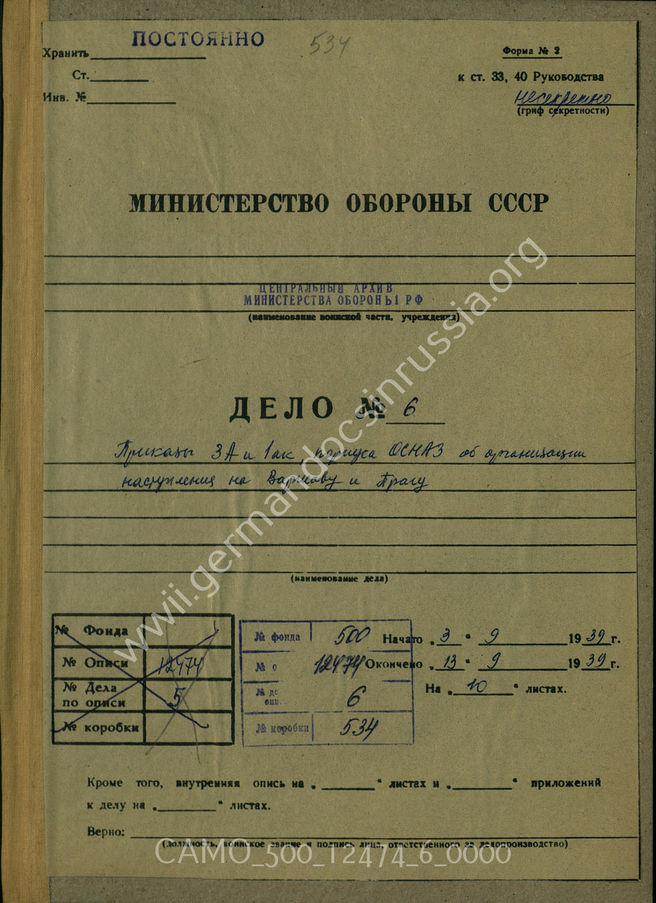 ПОСТОЯННО
534
Хранить
Форма № 2
Ст.
к ст. 33, 40 Руководства
Инв. №
несекретно
(гриф секретности)
МИНИСТЕРСТВО ОБОРОНЫ СССР
ЦЕНТРАЛЬНЫЙ АРХИВ
МИНИСТЕРСТВА ОБОРОНЫ РФ
(наименование воинской части, учреждения)
ДЕЛО № 6
Приказы 3А и 1 ак, корпуса ОСНАЗ об организации
наступления на Варшаву и Прагу
(наименование дела)
№ Фонда
№ Описи 12474
№ Дела по описи 5
№ коробки
№ фонда 500
№ о 12474
№ де опи. 6
№ коробки 534
Начато „3“ 9 1939 г.
Окончено „13“ 9 1939 г.
На „10“ листах.
Кроме того, внутренняя опись на „ “ листах и „ “ приложений
к делу на „ “ листах.
Верно:
(должность, воинское звание и подпись лица, ответственного за делопроизводство)
CAMO_500_12474_6_0000
www.wwii.germandocsinrussia.org